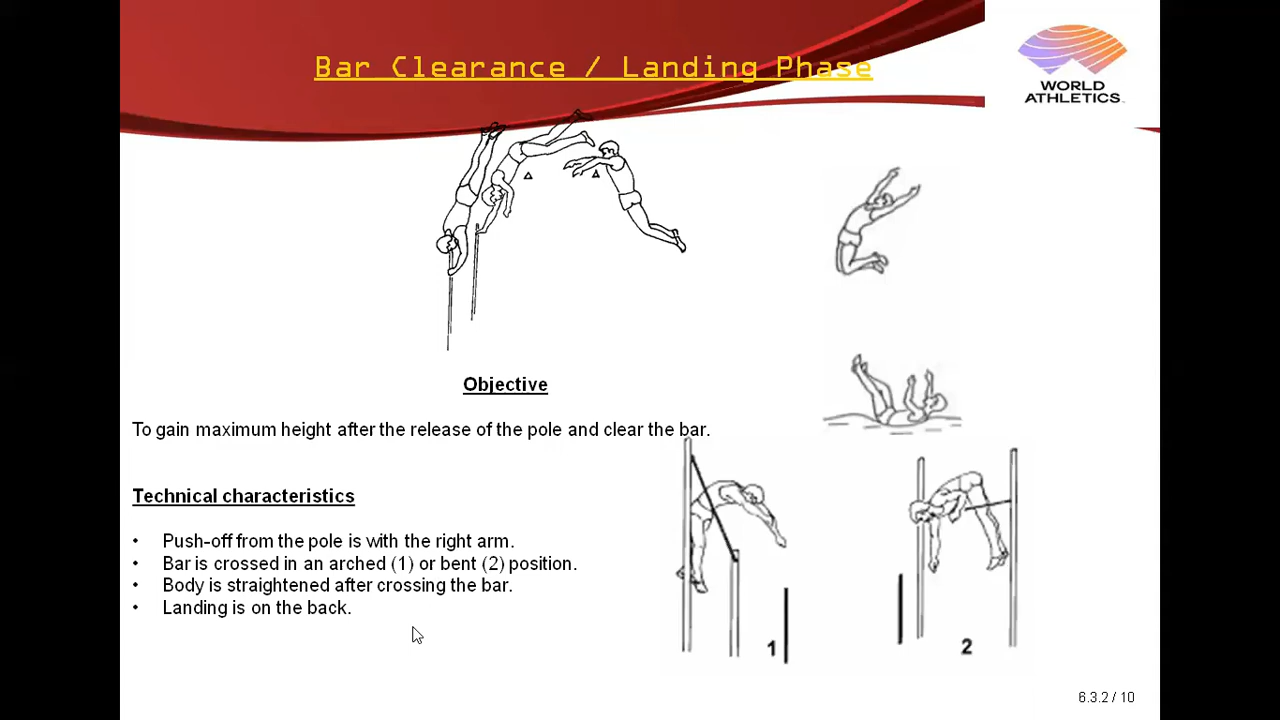 Bar Clearance / Landing Phase
WORLD
ATHLETICS™
Objective
To gain maximum height after the release of the pole and clear the bar.
Technical characteristics
• Push-off from the pole is with the right arm.
• Bar is crossed in an arched (1) or bent (2) position.
• Body is straightened after crossing the bar.
• Landing is on the back.
1
2
6.3.2 / 10